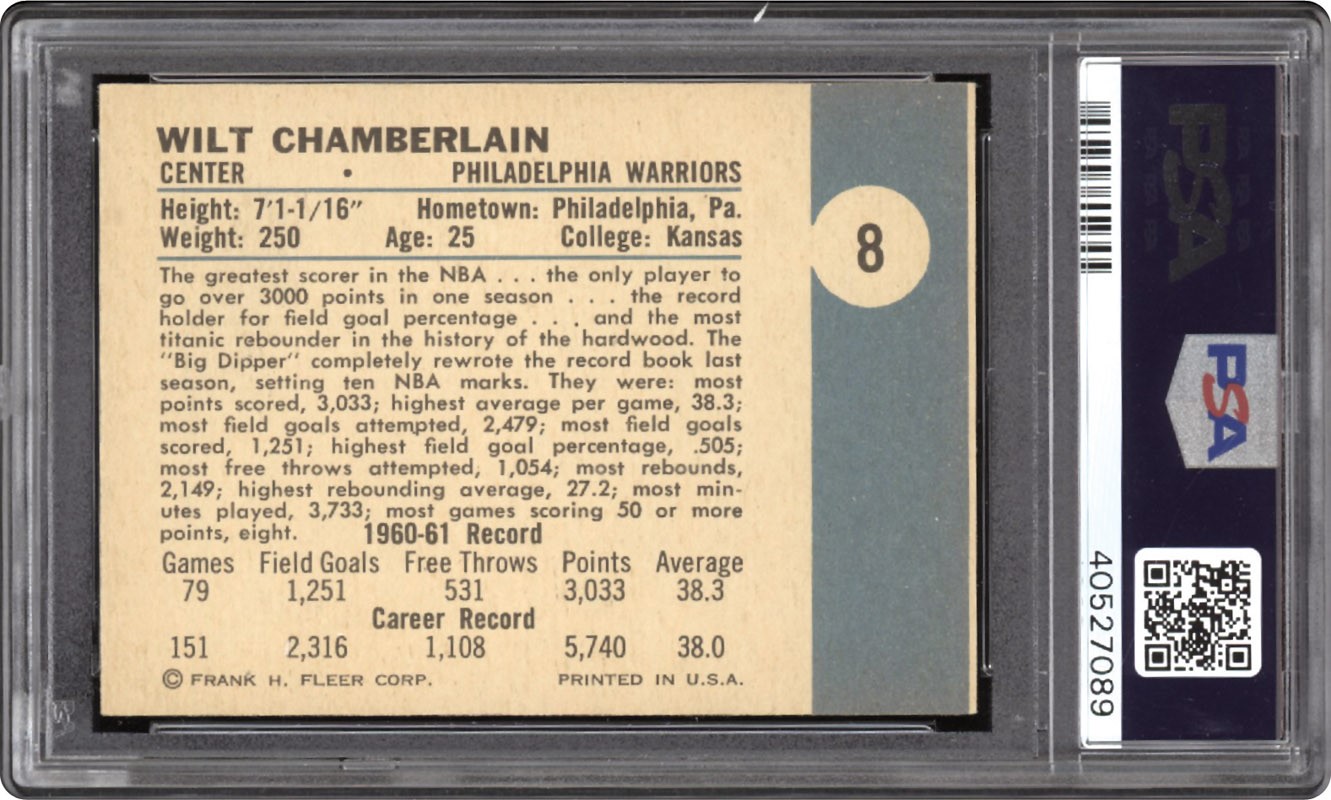 WILT CHAMBERLAIN
CENTER • PHILADELPHIA WARRIORS
Height: 7'1-1/16" Hometown: Philadelphia, Pa.
Weight: 250 Age: 25 College: Kansas
The greatest scorer in the NBA . . . the only player to
go over 3000 points in one season . . . the record
holder for field goal percentage . . . and the most
titanic rebounder in the history of the hardwood. The
"Big Dipper" completely rewrote the record book last
season, setting ten NBA marks. They were: most
points scored, 3,033; highest average per game, 38.3;
most field goals attempted, 2,479; most field goals
scored, 1,251; highest field goal percentage, .505;
most free throws attempted, 1,054; most rebounds,
2,149; highest rebounding average, 27.2; most min-
utes played, 3,733; most games scoring 50 or more
points, eight. 1960-61 Record
Games Field Goals Free Throws Points Average
79 1,251 531 3,033 38.3
Career Record
151 2,316 1,108 5,740 38.0
© FRANK H. FLEER CORP. PRINTED IN U.S.A.
8
PSA
PSA
40527089